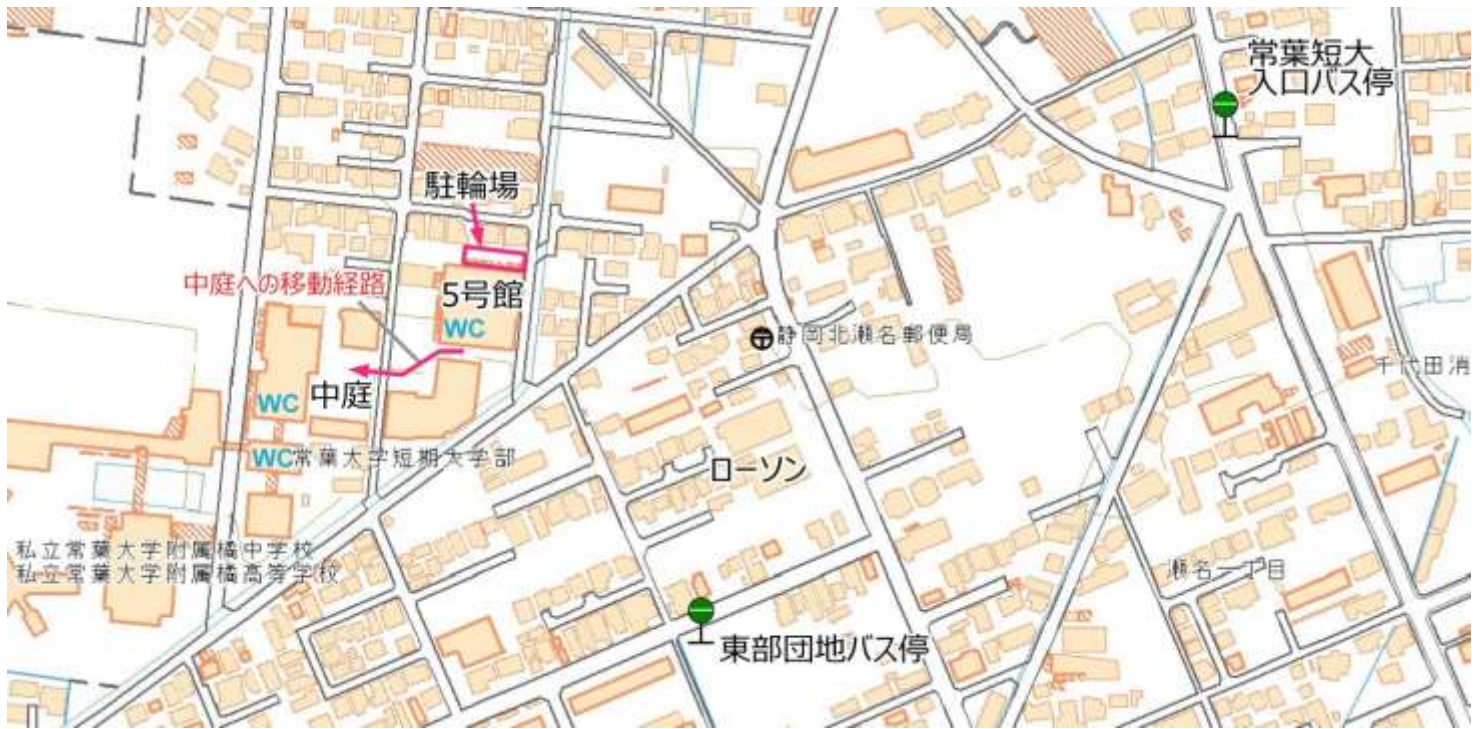 常葉短大
入口バス停
駐輪場
中庭への移動経路
5号館
WC
静岡北瀬名郵便局
千代田消
中庭
WC
WC常葉大学短期大学部
ローソン
私立常葉大学附属橘中学校
私立常葉大学附属橘高等学校
瀬名一丁目
東部団地バス停